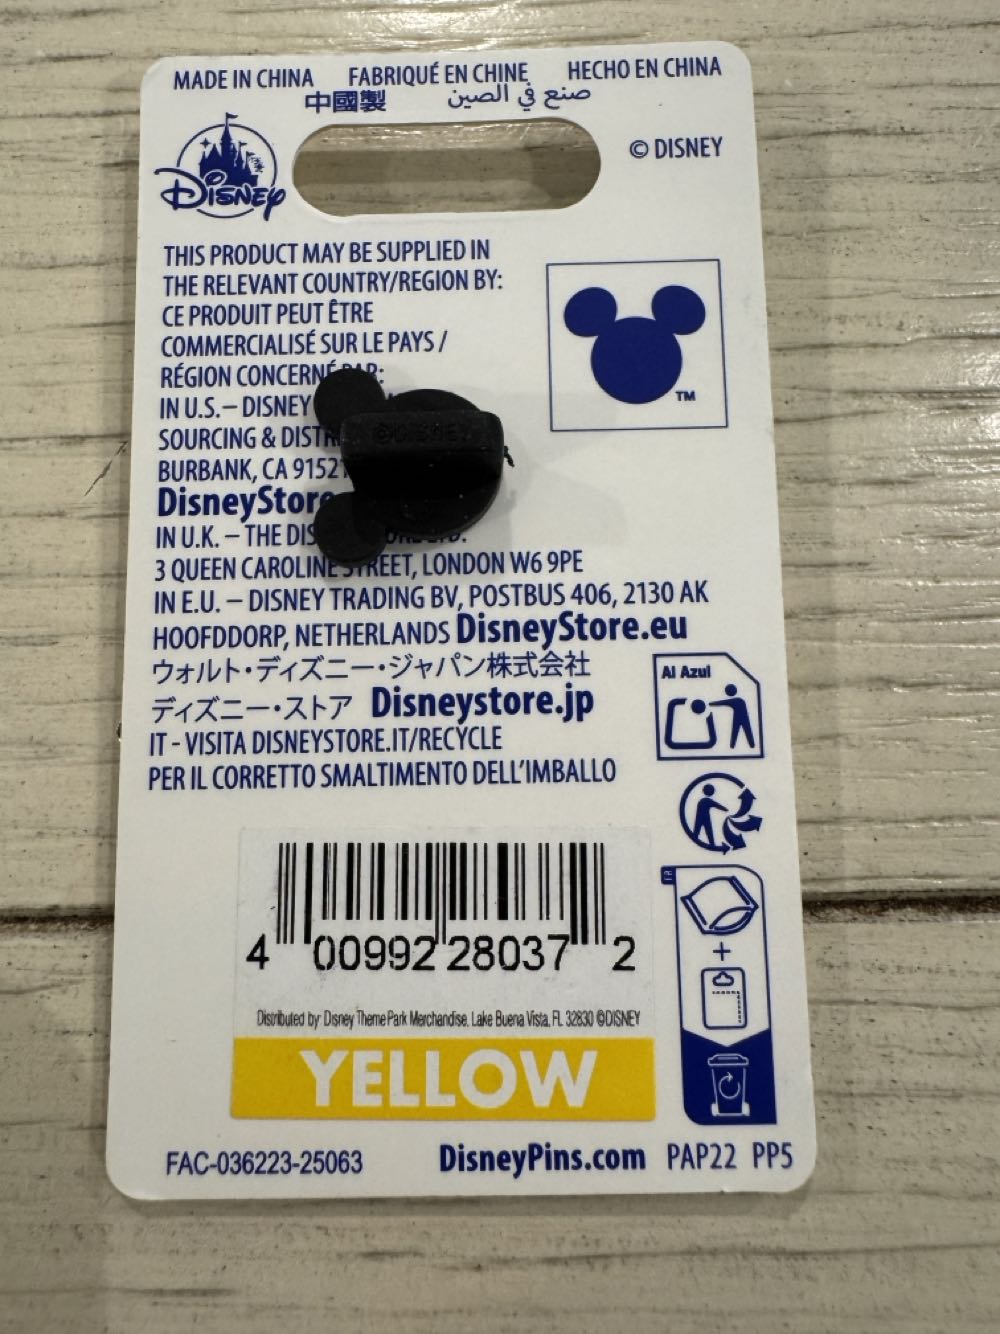 MADE IN CHINA FABRIQUÉ EN CHINE HECHO EN CHINA
中國製 صنع في الصين
© DISNEY
Disney
THIS PRODUCT MAY BE SUPPLIED IN
THE RELEVANT COUNTRY/REGION BY:
CE PRODUIT PEUT ÊTRE
COMMERCIALISÉ SUR LE PAYS /
RÉGION CONCERNÉ PAR:
TM
IN U.S. – DISNEY
SOURCING &
©DISNEY
BURBANK, CA 9152
DisneyStore
IN U.K. – THE
3 QUEEN CAROLINE STREET, LONDON W6 9PE
IN E.U. – DISNEY TRADING BV, POSTBUS 406, 2130 AK
HOOFDDORP, NETHERLANDS DisneyStore.eu
ウォルト・ディズニー・ジャパン株式会社
ディズニー・ストア Disneystore.jp
IT - VISITA DISNEYSTORE.IT/RECYCLE
PER IL CORRETTO SMALTIMENTO DELL'IMBALLO
Al Azul
FR
+
4 00992 28037 2
Distributed by Disney Theme Park Merchandise, Lake Buena Vista, FL 32830 ©DISNEY
YELLOW
FAC-036223-25063 DisneyPins.com PAP22 PP5